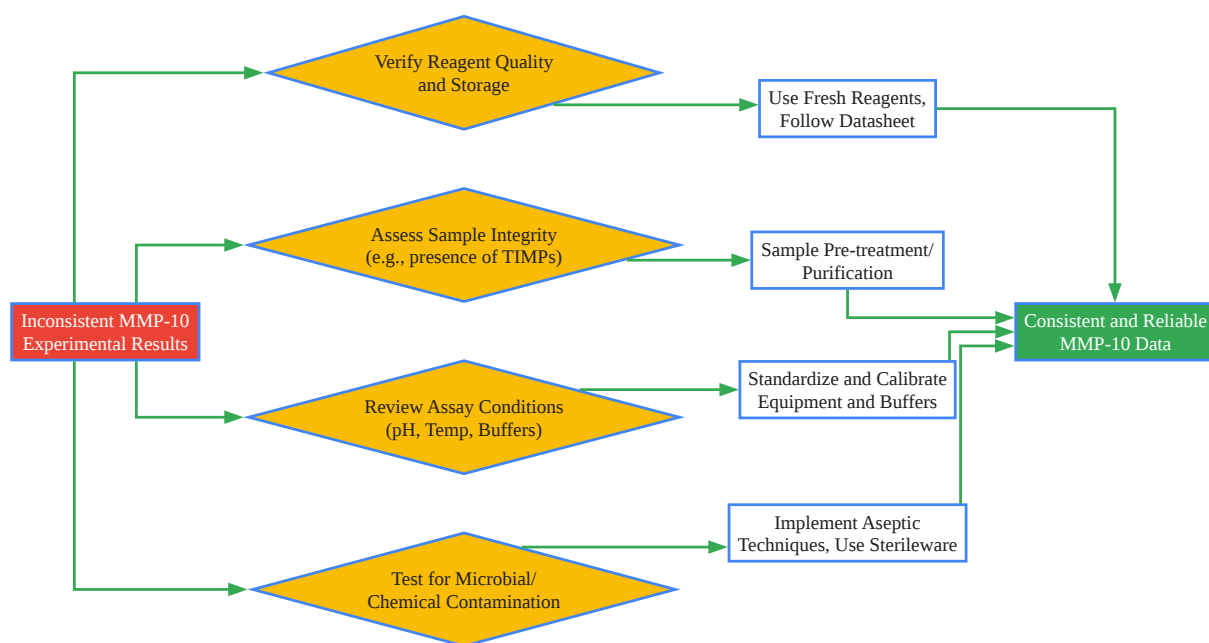 Verify Reagent Quality
and Storage
Use Fresh Reagents,
Follow Datasheet
Assess Sample Integrity
(e.g., presence of TIMPs)
Sample Pre-treatment/
Purification
Inconsistent MMP-10
Experimental Results
Consistent and Reliable
MMP-10 Data
Review Assay Conditions
(pH, Temp, Buffers)
Standardize and Calibrate
Equipment and Buffers
Implement Aseptic
Techniques, Use Sterileware
Test for Microbial/
Chemical Contamination